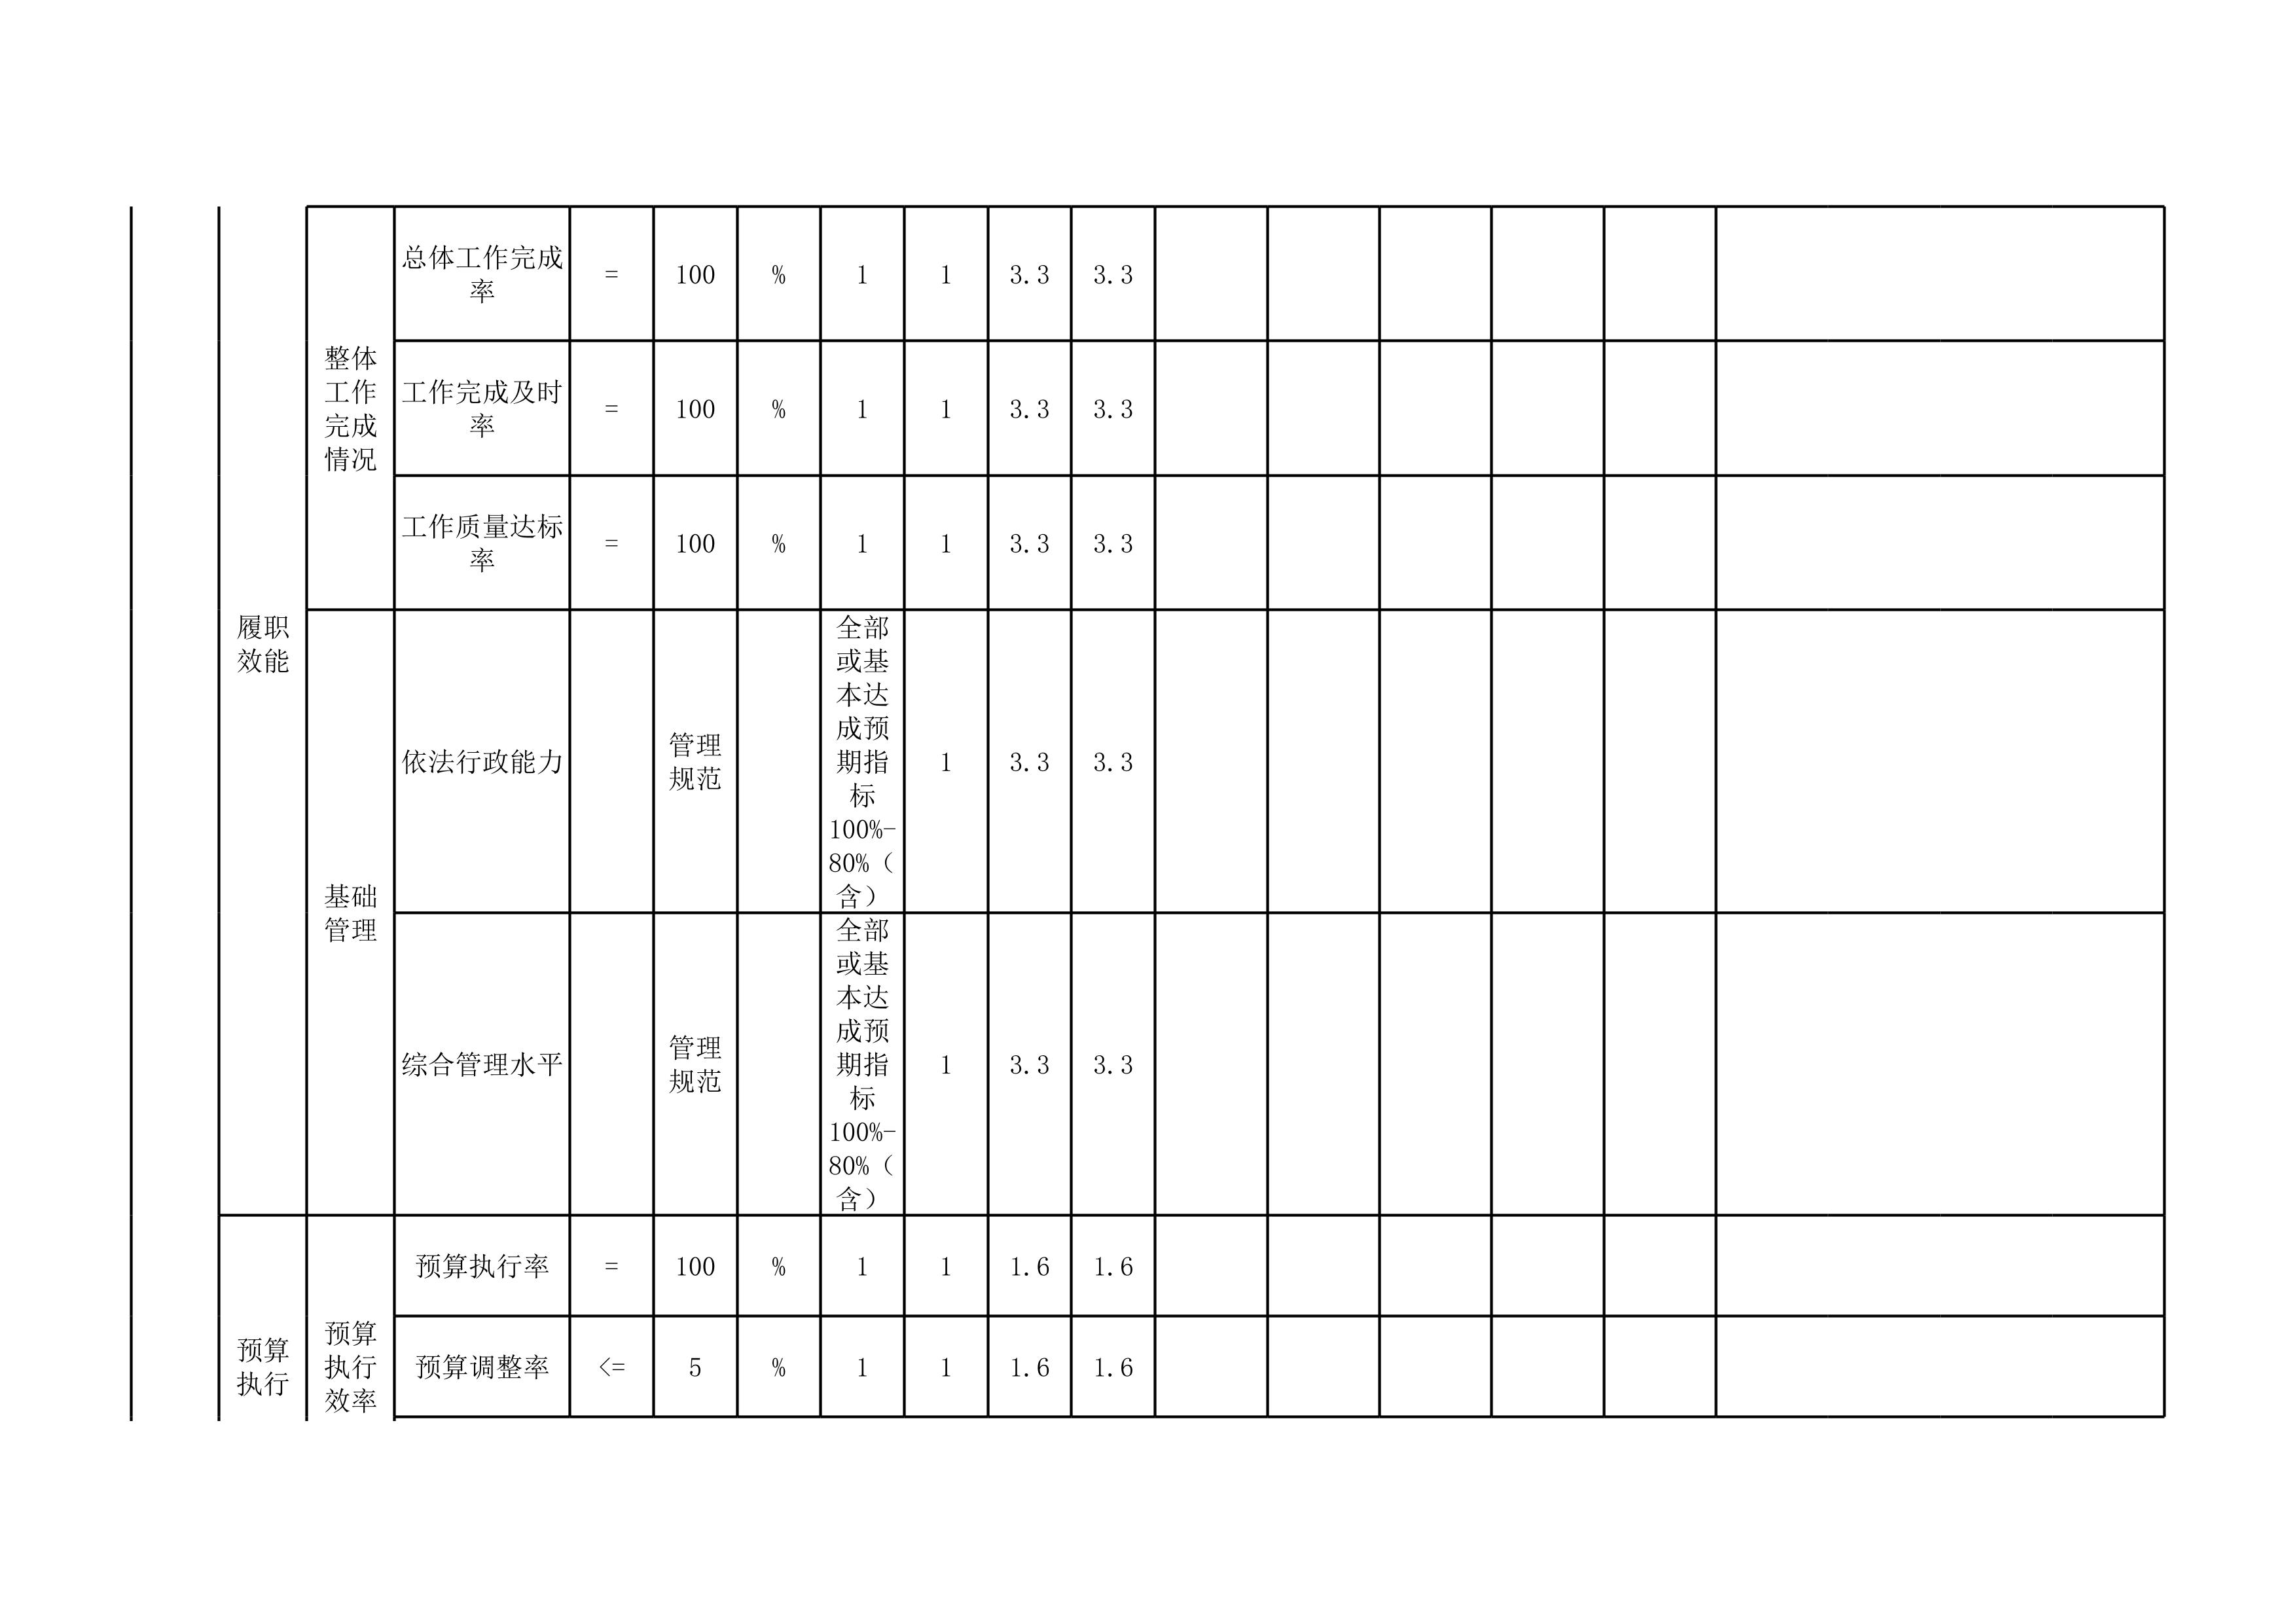 履职
效能
整体
工作
完成
情况
总体工作完成
率
=
100
%
1
1
3.3
3.3
工作完成及时
率
=
100
%
1
1
3.3
3.3
工作质量达标
率
=
100
%
1
1
3.3
3.3
基础
管理
依法行政能力
管理
规范
全部
或基
本达
成预
期指
标
100%-
80%（
含）
1
3.3
3.3
综合管理水平
管理
规范
全部
或基
本达
成预
期指
标
100%-
80%（
含）
1
3.3
3.3
预算
执行
预算
执行
效率
预算执行率
=
100
%
1
1
1.6
1.6
预算调整率
<=
5
%
1
1
1.6
1.6